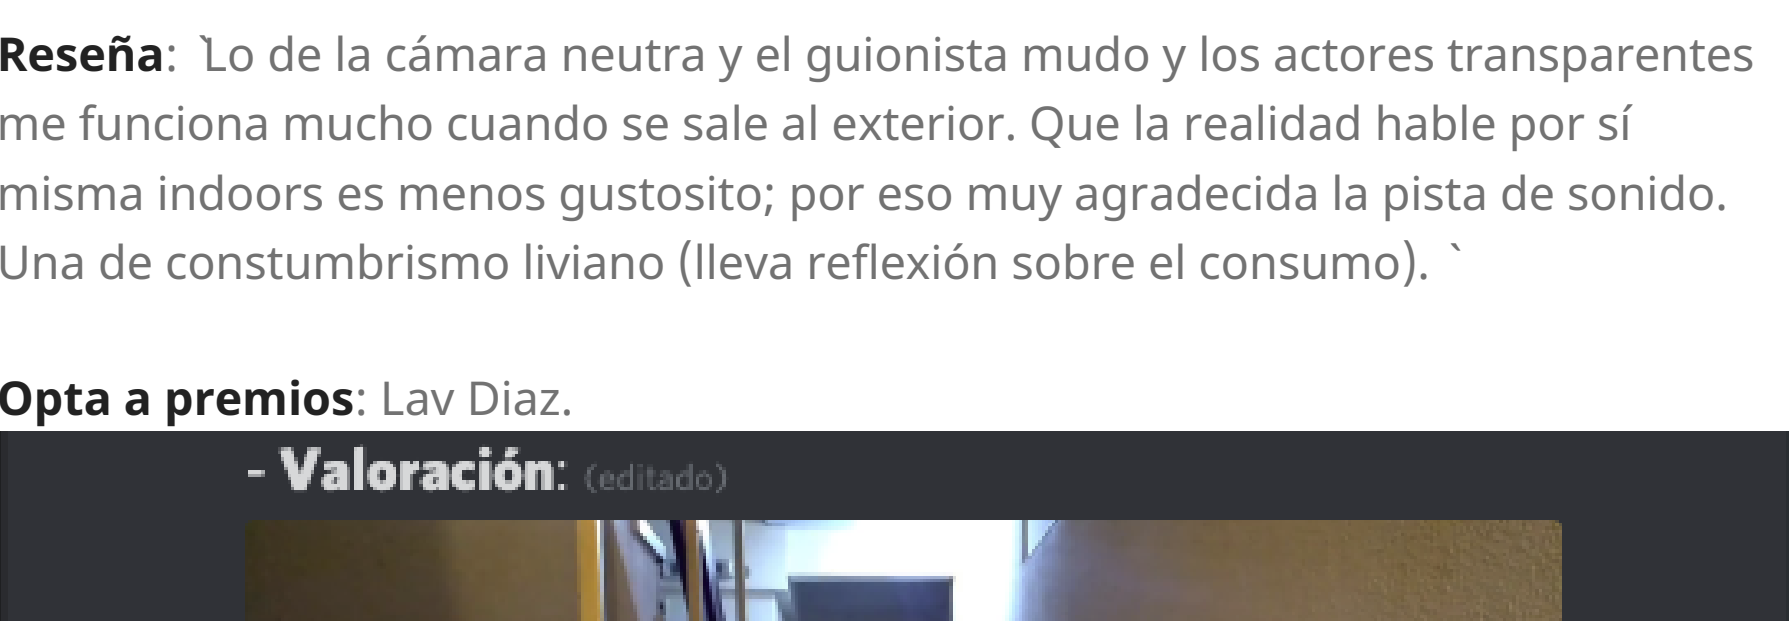 Reseña: `Lo de la cámara neutra y el guionista mudo y los actores transparentes
me funciona mucho cuando se sale al exterior. Que la realidad hable por sí
misma indoors es menos gustosito; por eso muy agradecida la pista de sonido.
Una de constumbrismo liviano (lleva reflexión sobre el consumo). `
Opta a premios: Lav Diaz.
- Valoración: (editado)